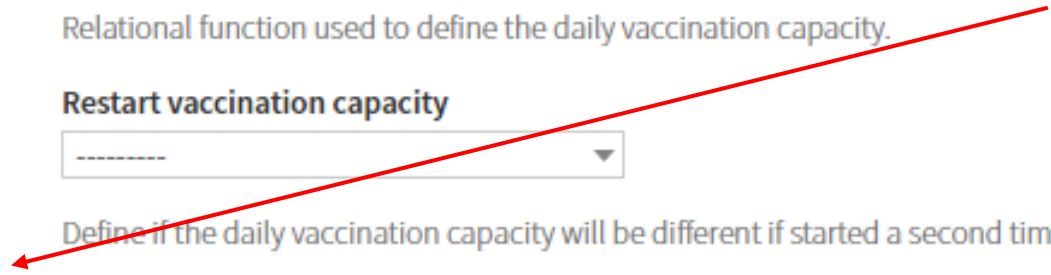 Relational function used to define the daily vaccination capacity.
Restart vaccination capacity
---------
Define if the daily vaccination capacity will be different if started a second tim